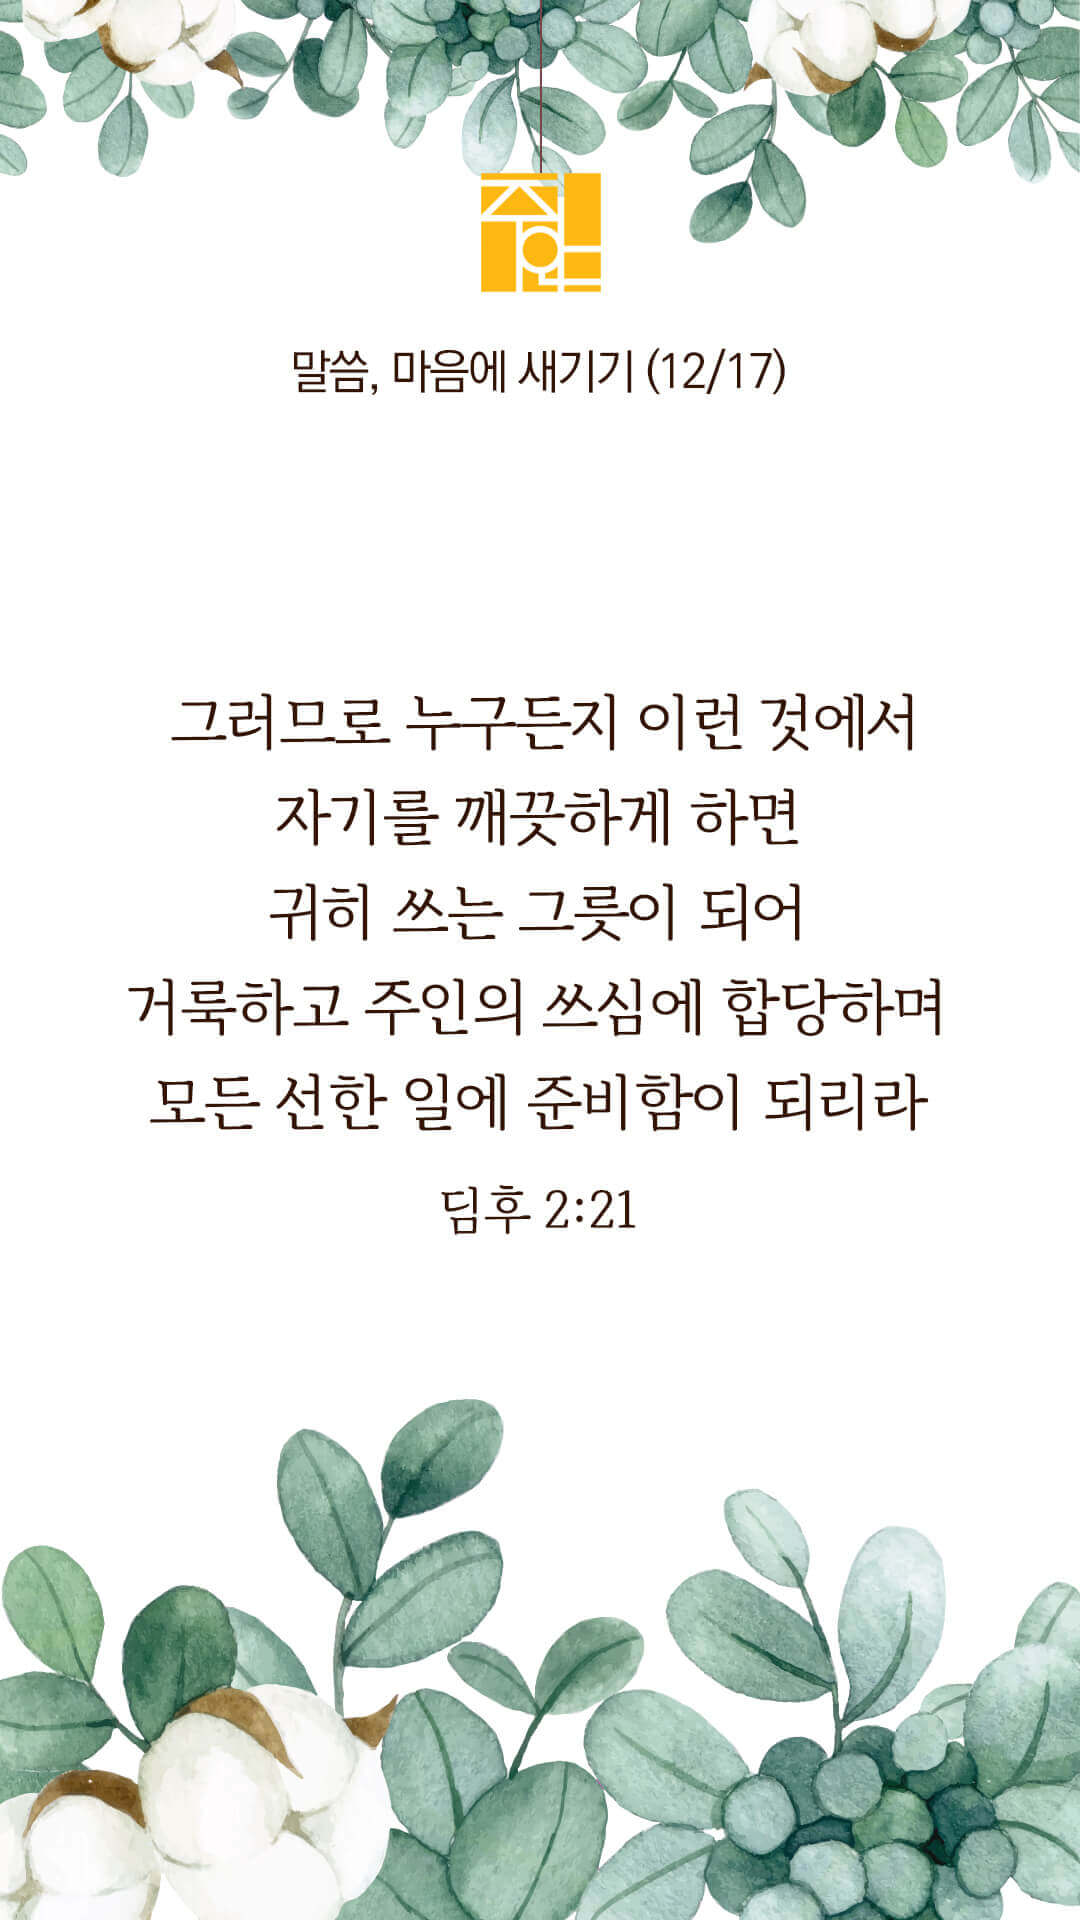 주인
말씀, 마음에 새기기 (12/17)
그러므로 누구든지 이런 것에서
자기를 깨끗하게 하면
귀히 쓰는 그릇이 되어
거룩하고 주인의 쓰심에 합당하며
모든 선한 일에 준비함이 되리라
딤후 2:21